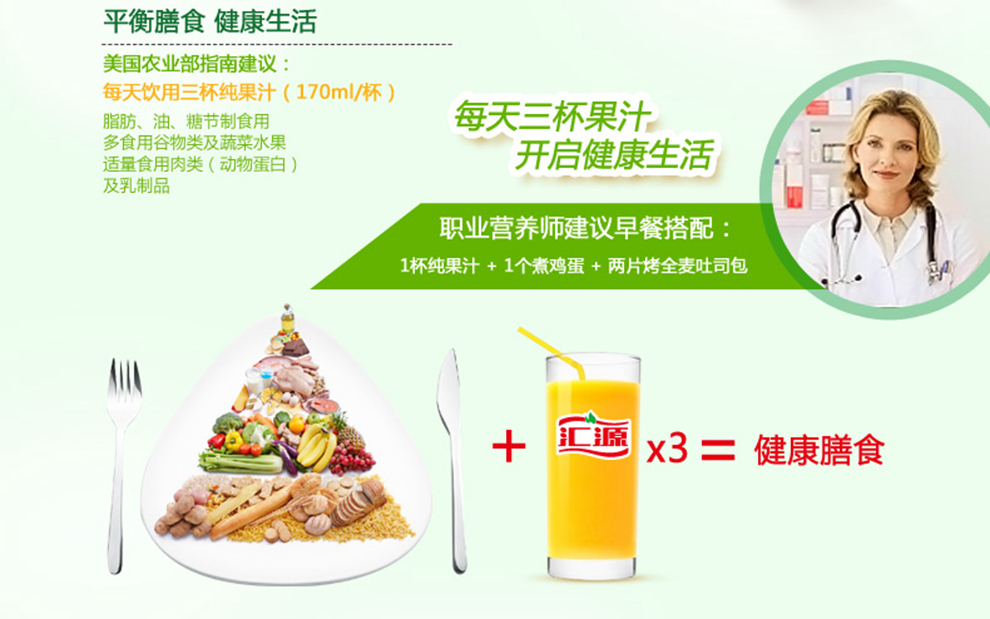 平衡膳食 健康生活
美国农业部指南建议：
每天饮用三杯纯果汁（170ml/杯）
脂肪、油、糖节制食用
多食用谷物类及蔬菜水果
适量食用肉类（动物蛋白）
及乳制品
每天三杯果汁
开启健康生活
职业营养师建议早餐搭配：
1杯纯果汁 + 1个煮鸡蛋 + 两片烤全麦吐司包
+
汇源
x3 = 健康膳食